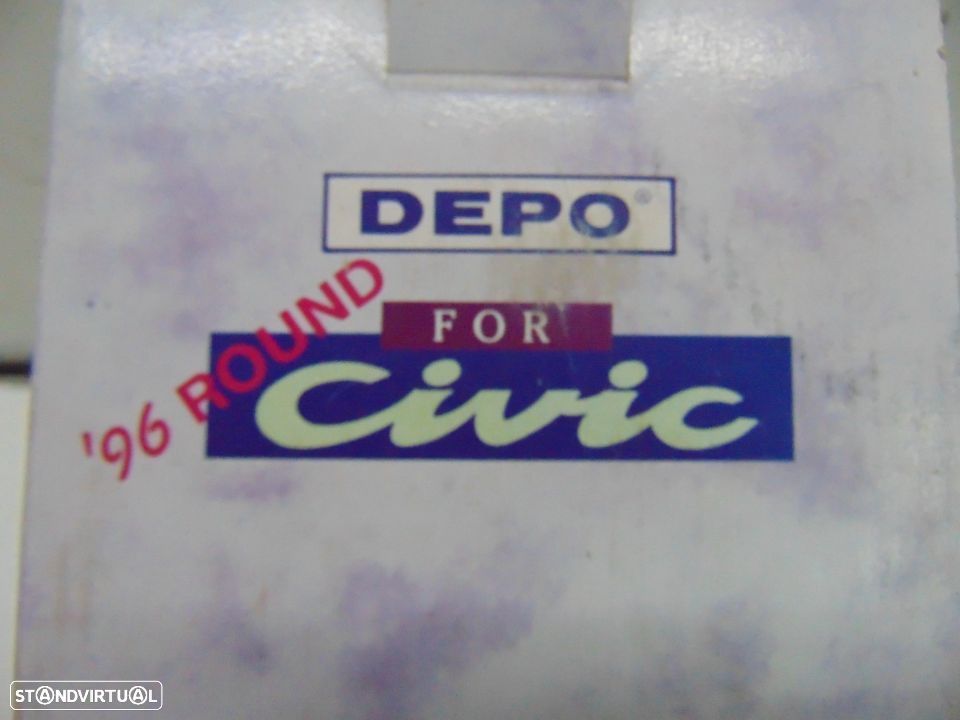 DEPO®
FOR
Civic
'96 ROUND
STANDVIRTUAL